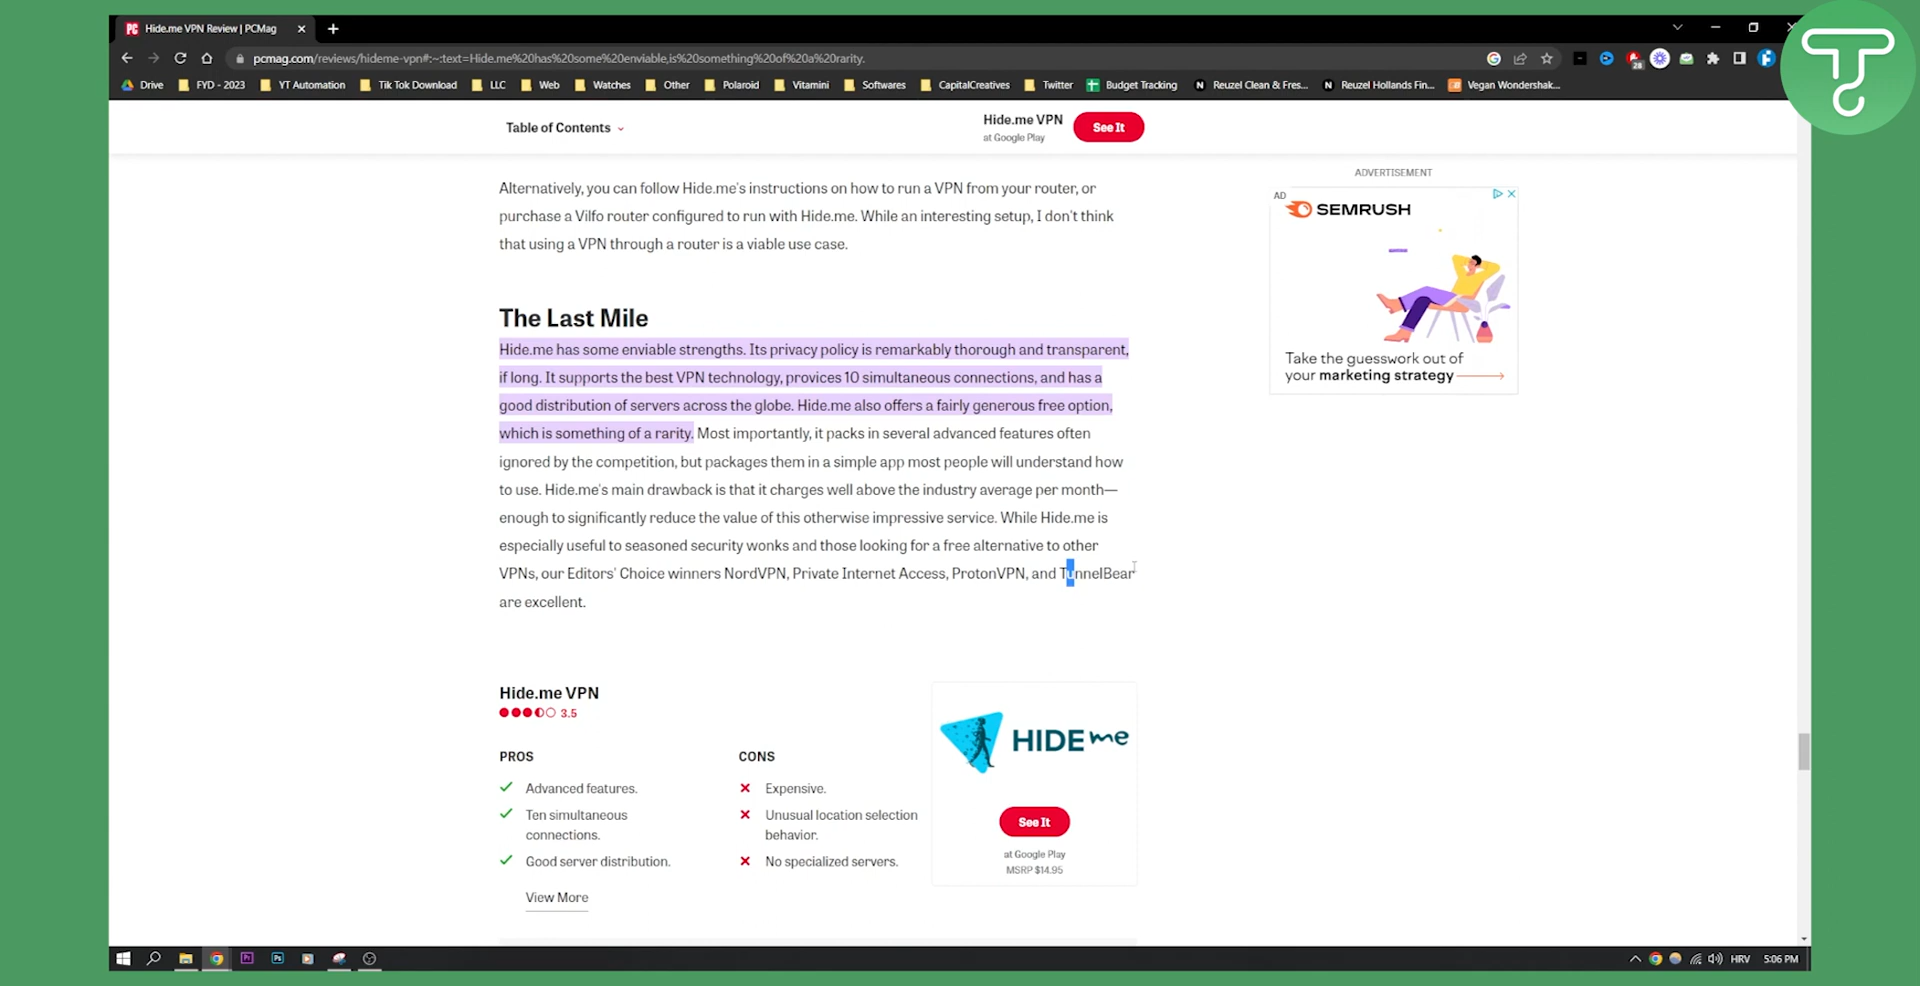 Hide.me VPN Review | PCMag
pcmag.com/reviews/hideme-vpn#:~:text=Hide.me%20has%20some%20enviable,is%20something%20of%20a%20rarity.
28
Drive
FYD - 2023
YT Automation
Tik Tok Download
LLC
Web
Watches
Other
Polaroid
Vitamini
Softwares
CapitalCreatives
Twitter
Budget Tracking
Reuzel Clean & Fres...
Reuzel Hollands Fin...
Vegan Wondershak...
Table of Contents
Hide.me VPN
at Google Play
See It
Alternatively, you can follow Hide.me's instructions on how to run a VPN from your router, or
purchase a Vilfo router configured to run with Hide.me. While an interesting setup, I don't think
that using a VPN through a router is a viable use case.
The Last Mile
Hide.me has some enviable strengths. Its privacy policy is remarkably thorough and transparent,
if long. It supports the best VPN technology, provices 10 simultaneous connections, and has a
good distribution of servers across the globe. Hide.me also offers a fairly generous free option,
which is something of a rarity. Most importantly, it packs in several advanced features often
ignored by the competition, but packages them in a simple app most people will understand how
to use. Hide.me's main drawback is that it charges well above the industry average per month—
enough to significantly reduce the value of this otherwise impressive service. While Hide.me is
especially useful to seasoned security wonks and those looking for a free alternative to other
VPNs, our Editors' Choice winners NordVPN, Private Internet Access, ProtonVPN, and TunnelBear
are excellent.
ADVERTISEMENT
AD
SEMRUSH
Take the guesswork out of
your marketing strategy
Hide.me VPN
3.5
PROS
Advanced features.
Ten simultaneous
connections.
Good server distribution.
View More
CONS
Expensive.
Unusual location selection
behavior.
No specialized servers.
HIDE me
See It
at Google Play
MSRP $14.95
HRV
5:06 PM